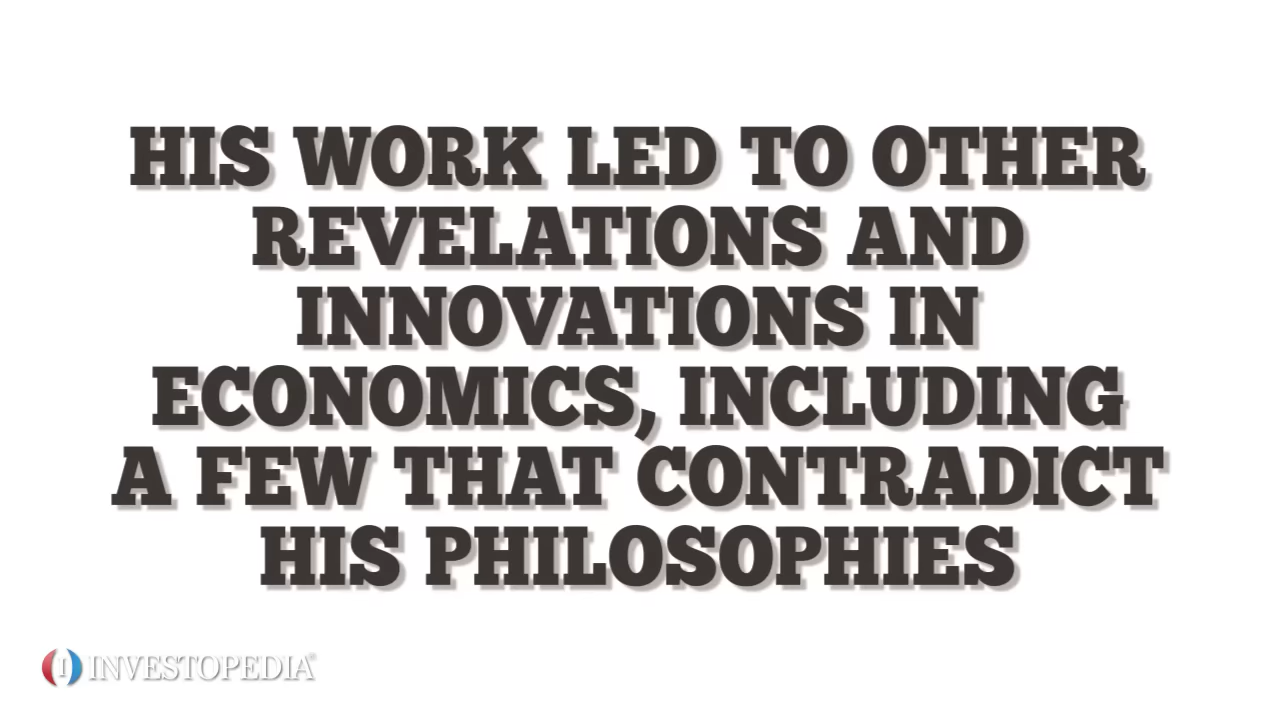 HIS WORK LED TO OTHER
REVELATIONS AND
INNOVATIONS IN
ECONOMICS, INCLUDING
A FEW THAT CONTRADICT
HIS PHILOSOPHIES
INVESTOPEDIA®